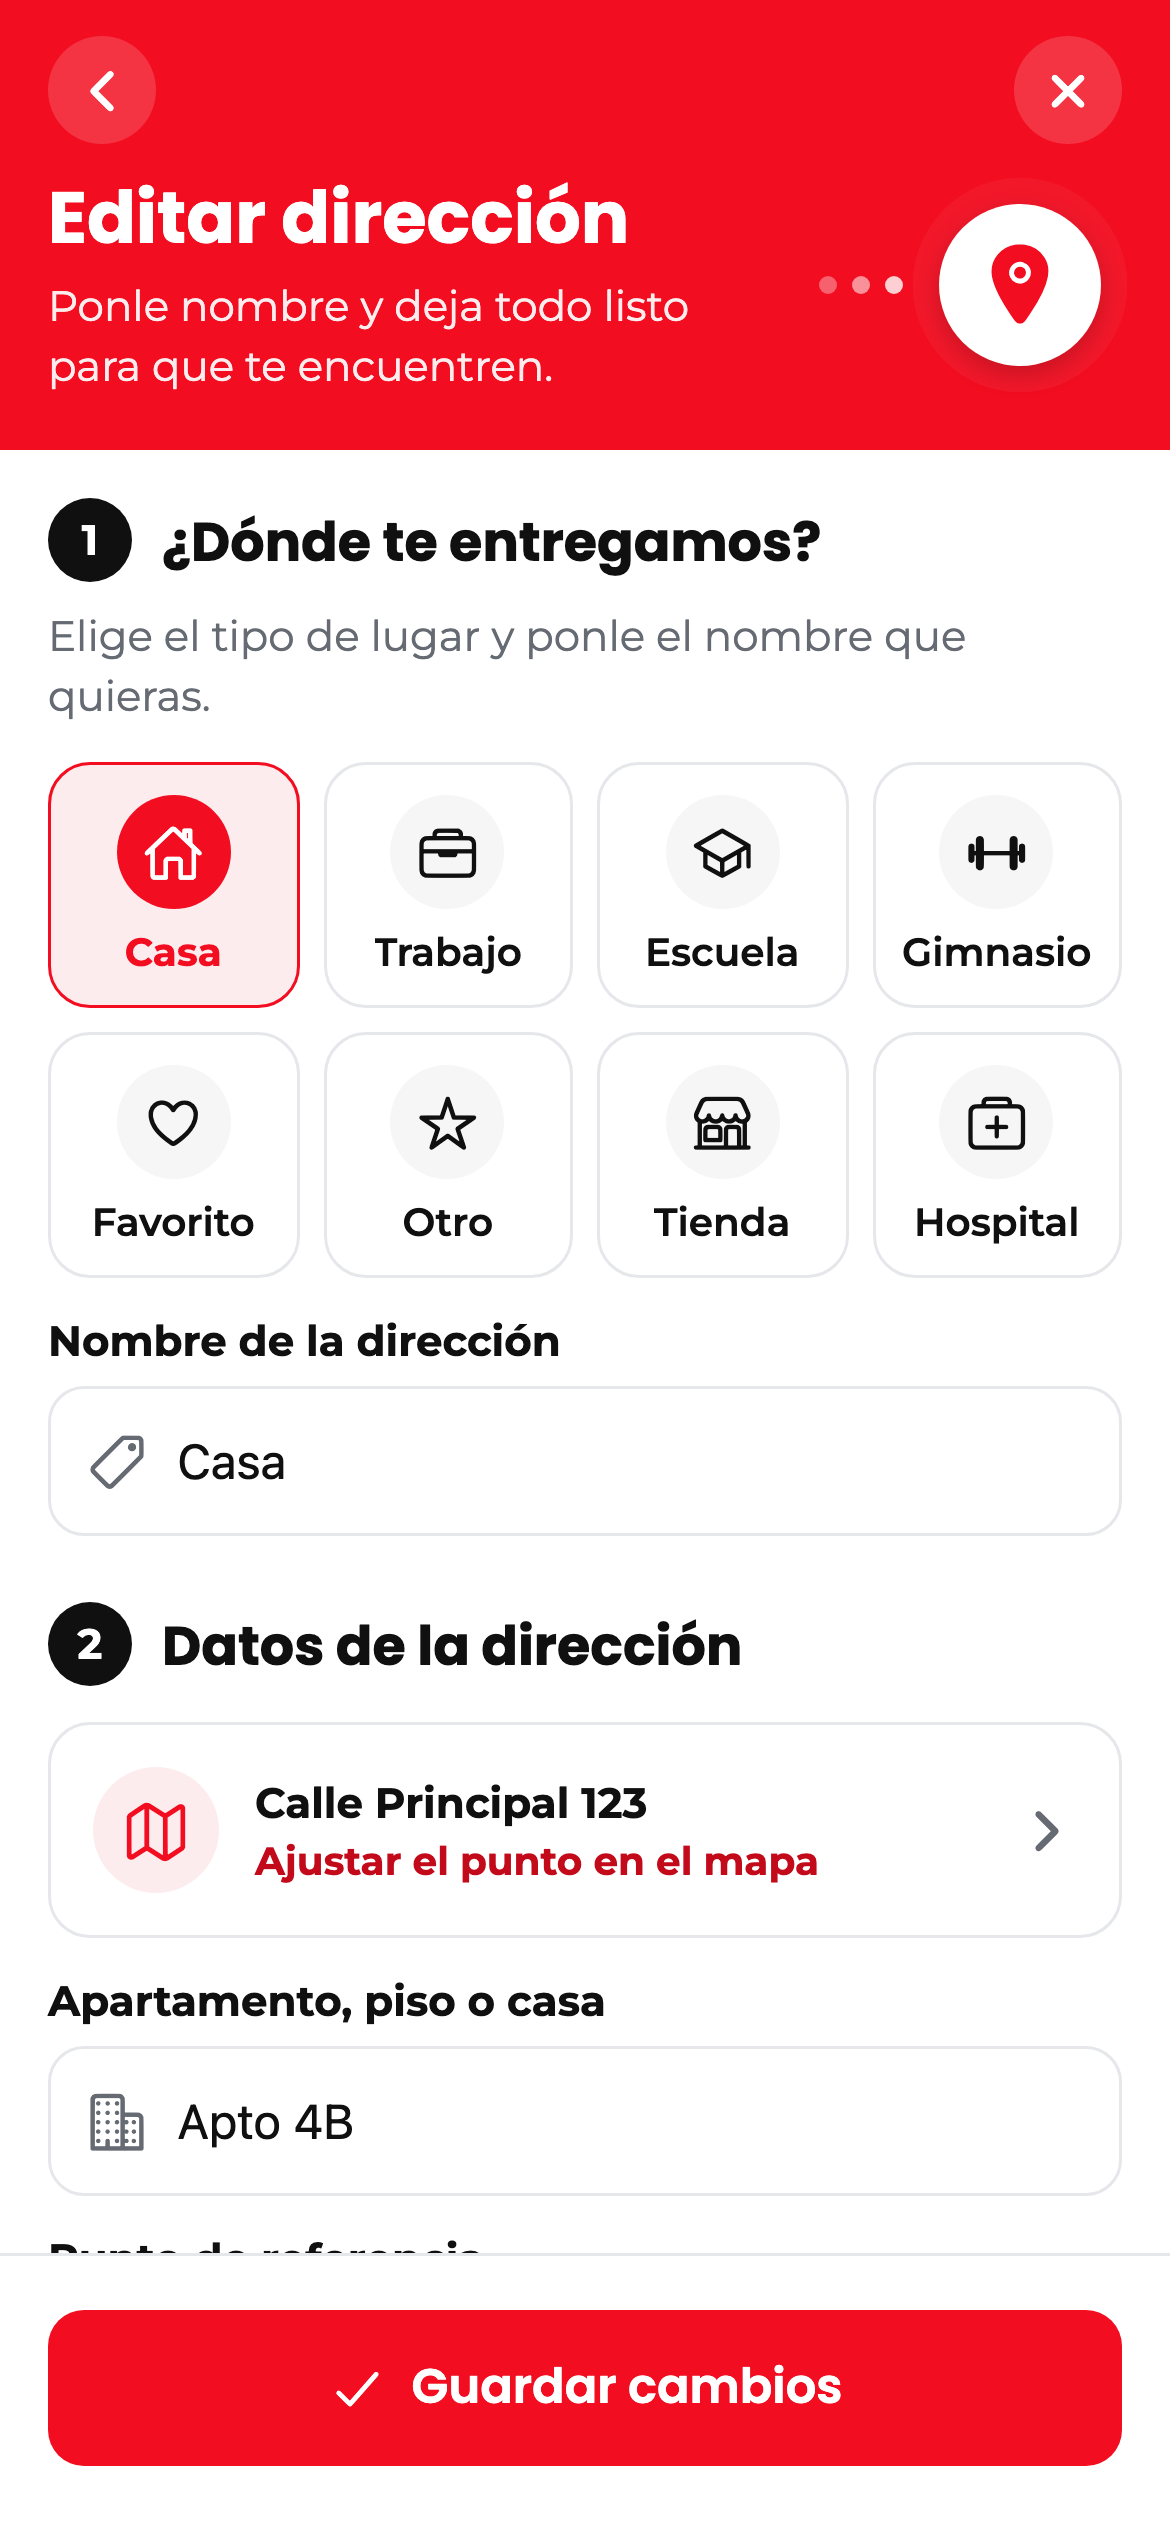 Editar dirección
Ponle nombre y deja todo listo
para que te encuentren.
1 ¿Dónde te entregamos?
Elige el tipo de lugar y ponle el nombre que
quieras.
Casa Trabajo Escuela Gimnasio
Favorito Otro Tienda Hospital
Nombre de la dirección
Casa
2 Datos de la dirección
Calle Principal 123
Ajustar el punto en el mapa
Apartamento, piso o casa
Apto 4B
Punto de referencia
Guardar cambios